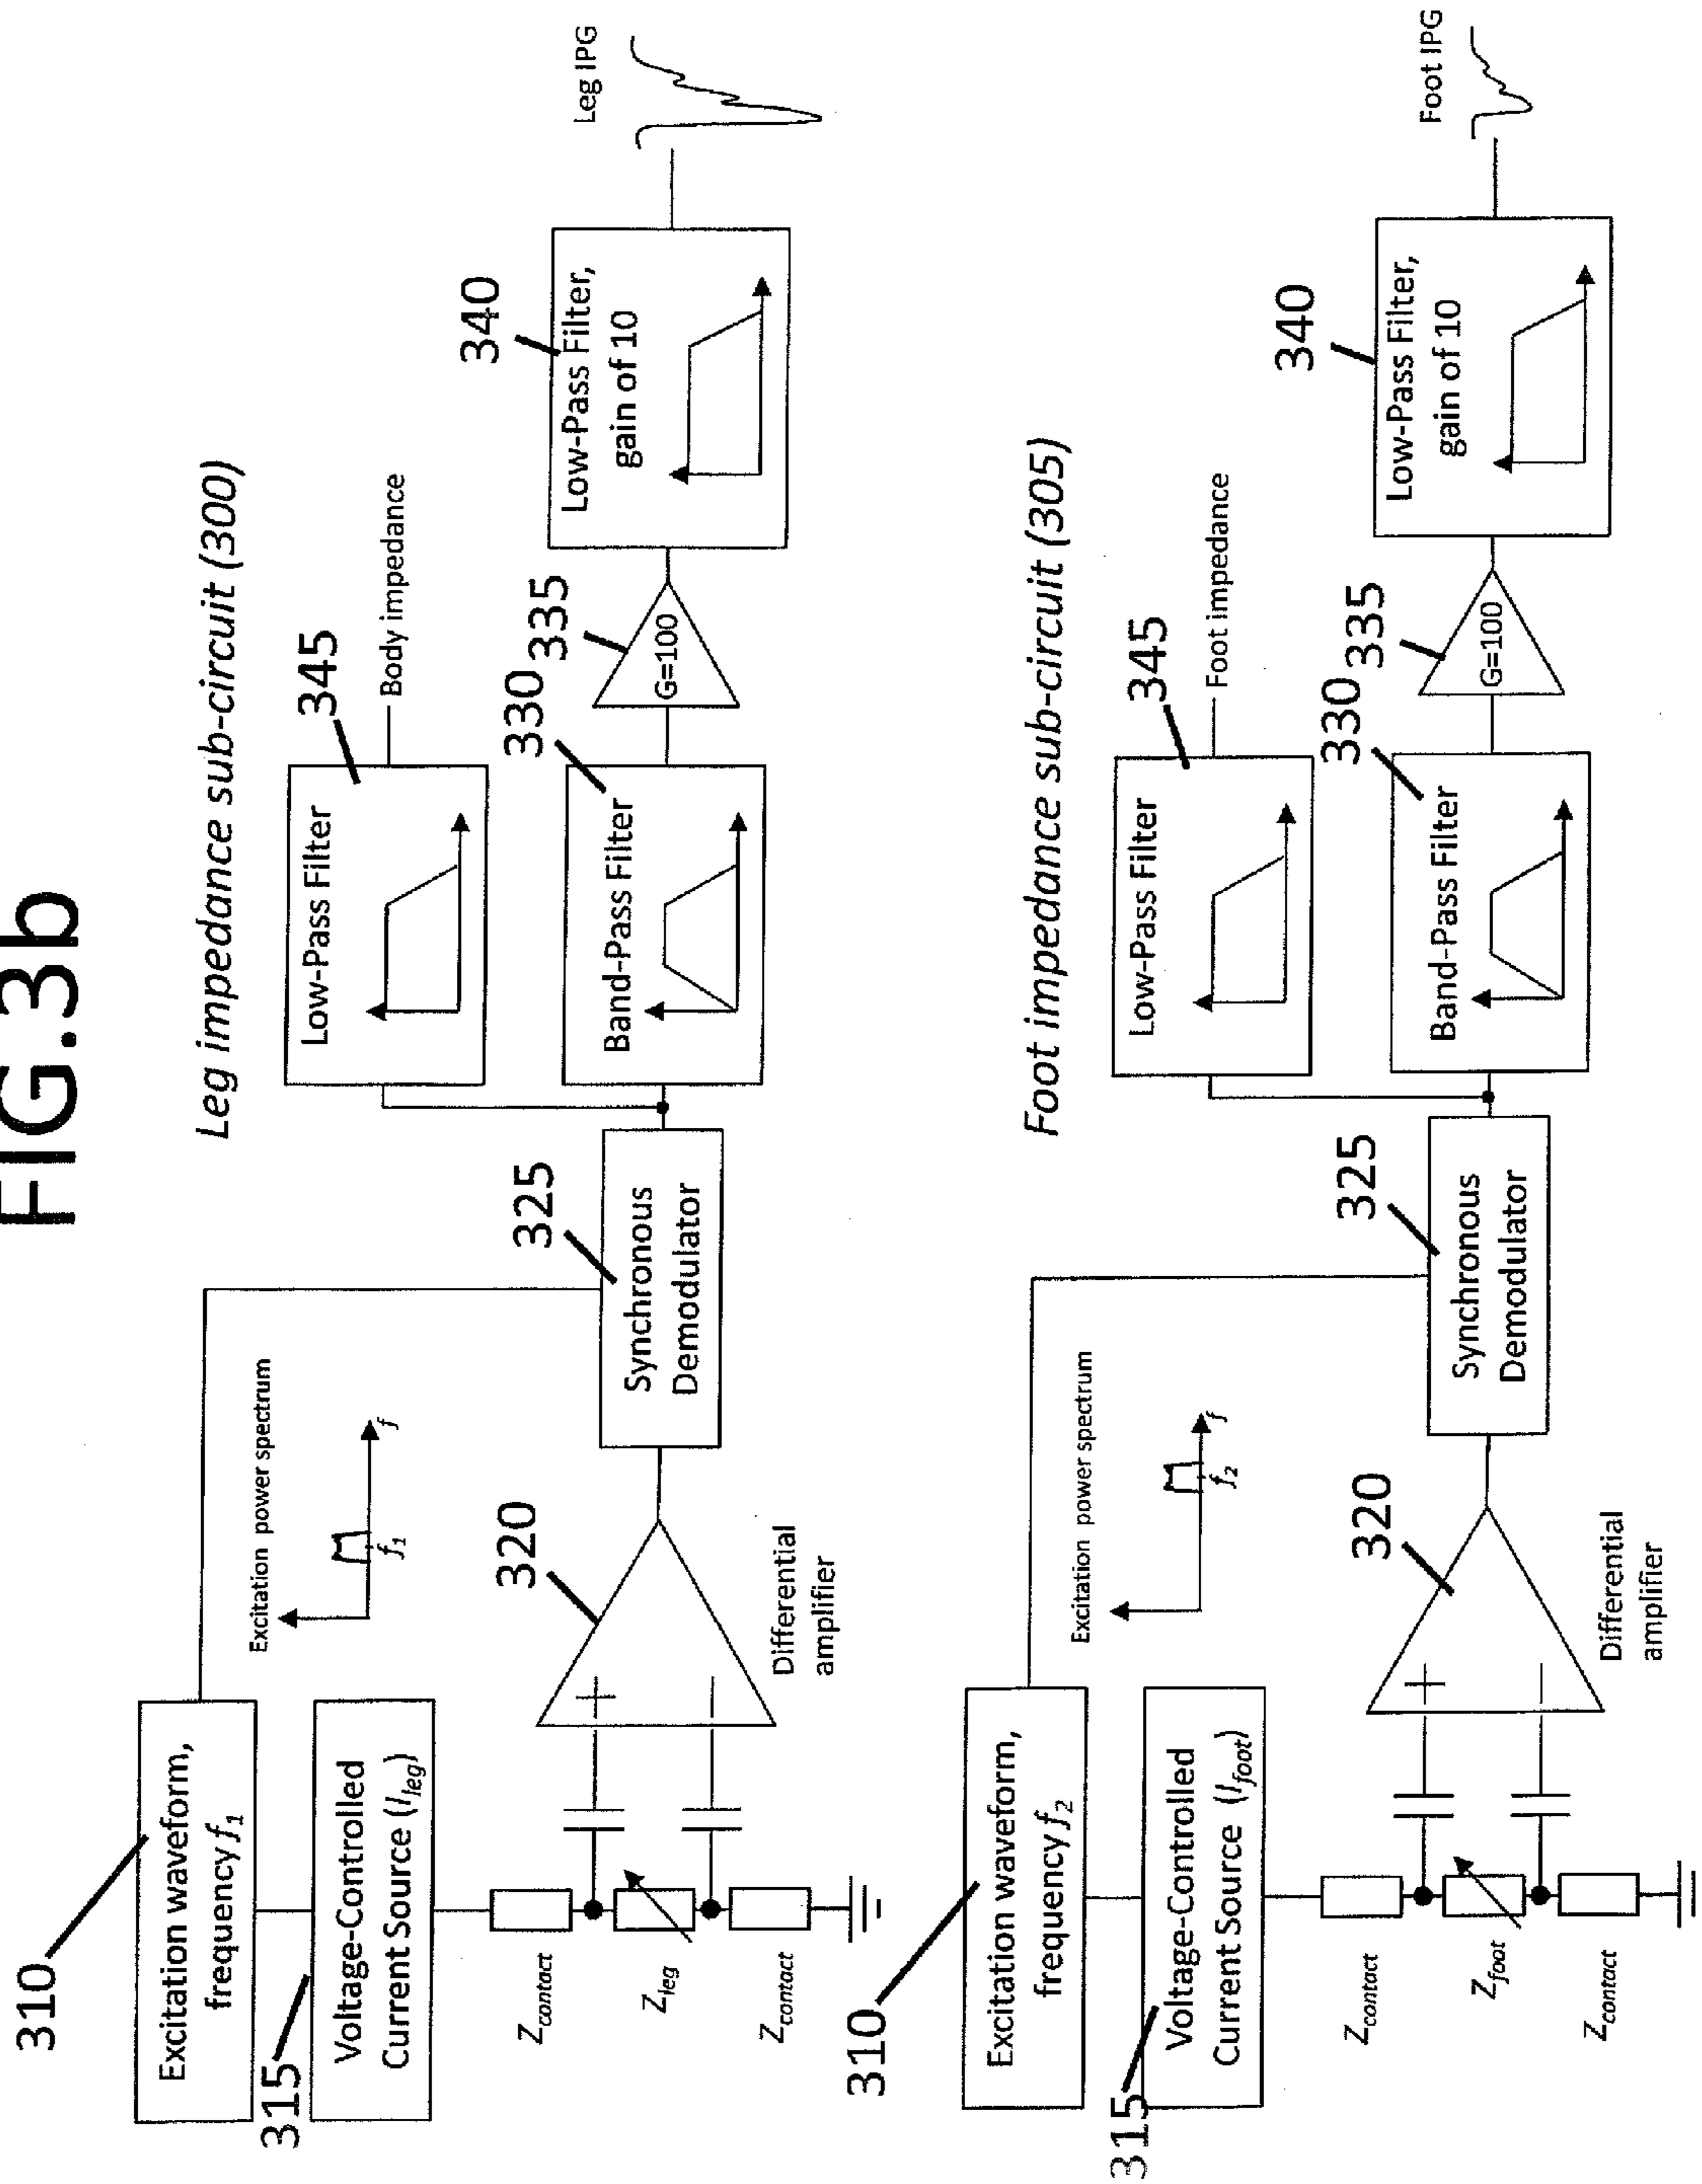 FIG.3b
Leg impedance sub-circuit (300)
310
Excitation waveform,
frequency f1
315
Voltage-Controlled
Current Source (Ileg)
Zcontact
Zleg
Zcontact
Excitation power spectrum
f1
f
320
+
−
Differential
amplifier
325
Synchronous
Demodulator
345
Low-Pass Filter
Body impedance
330
Band-Pass Filter
335
G=100
340
Low-Pass Filter,
gain of 10
Leg IPG
Foot impedance sub-circuit (305)
310
Excitation waveform,
frequency f2
315
Voltage-Controlled
Current Source (Ifoot)
Zcontact
Zfoot
Zcontact
Excitation power spectrum
f2
f
320
+
−
Differential
amplifier
325
Synchronous
Demodulator
345
Low-Pass Filter
Foot impedance
330
Band-Pass Filter
335
G=100
340
Low-Pass Filter,
gain of 10
Foot IPG